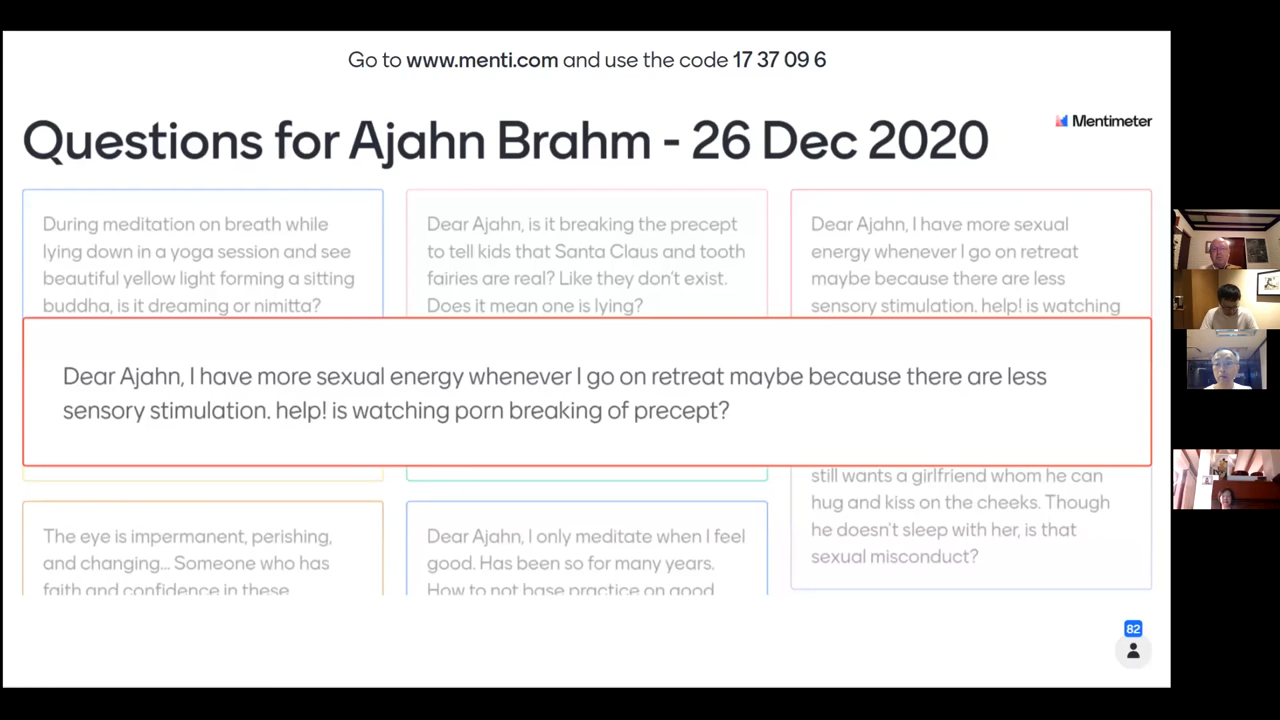 Go to www.menti.com and use the code 17 37 09 6
Mentimeter
Questions for Ajahn Brahm - 26 Dec 2020
During meditation on breath while
lying down in a yoga session and see
beautiful yellow light forming a sitting
buddha, is it dreaming or nimitta?
Dear Ajahn, is it breaking the precept
to tell kids that Santa Claus and tooth
fairies are real? Like they don't exist.
Does it mean one is lying?
Dear Ajahn, I have more sexual
energy whenever I go on retreat
maybe because there are less
sensory stimulation. help! is watching
Dear Ajahn, I have more sexual energy whenever I go on retreat maybe because there are less
sensory stimulation. help! is watching porn breaking of precept?
still wants a girlfriend whom he can
hug and kiss on the cheeks. Though
he doesn't sleep with her, is that
sexual misconduct?
The eye is impermanent, perishing,
and changing... Someone who has
faith and confidence in these
Dear Ajahn, I only meditate when I feel
good. Has been so for many years.
How to not base practice on good
82